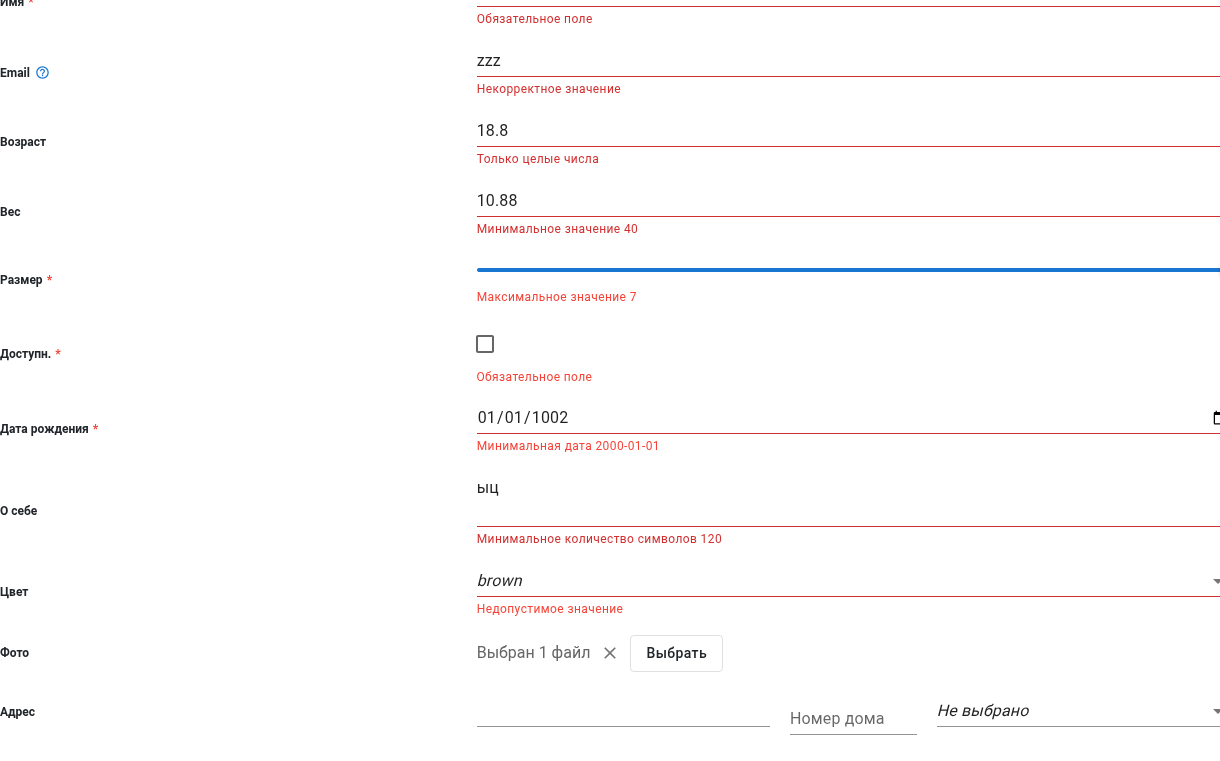 Имя *
Обязательное поле
Email
zzz
Некорректное значение
Возраст
18.8
Только целые числа
Вес
10.88
Минимальное значение 40
Размер *
Максимальное значение 7
Доступн. *
Обязательное поле
Дата рождения *
01/01/1002
Минимальная дата 2000-01-01
О себе
ыц
Минимальное количество символов 120
Цвет
brown
Недопустимое значение
Фото
Выбран 1 файл
Выбрать
Адрес
Номер дома
Не выбрано